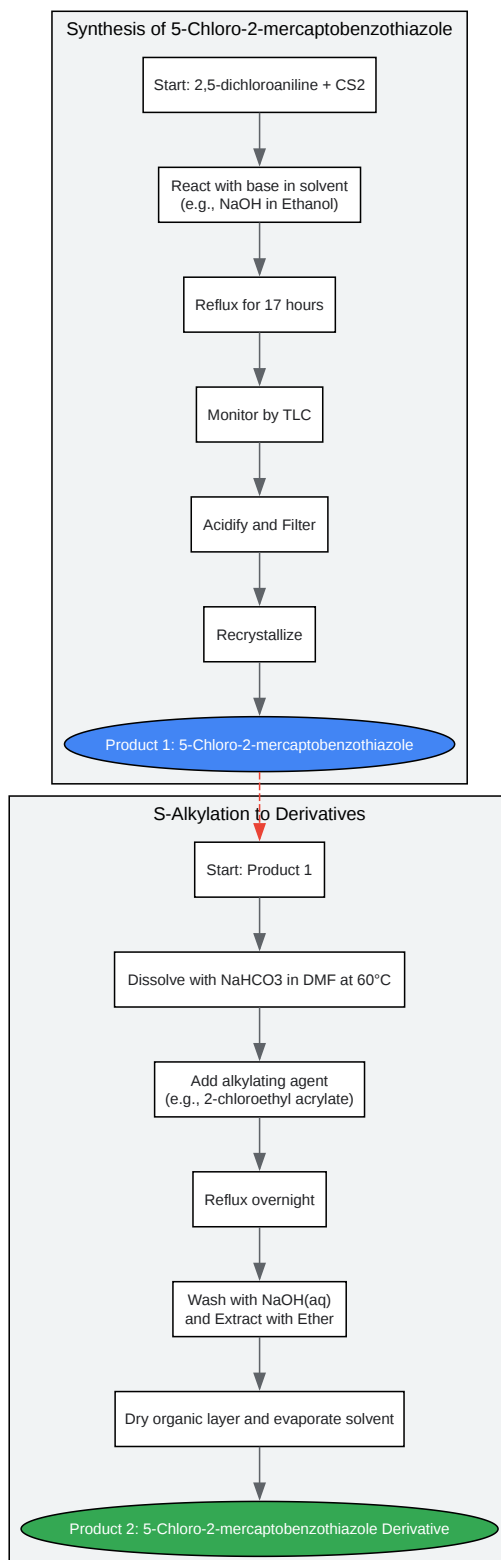 Synthesis of 5-Chloro-2-mercaptobenzothiazole
Start: 2,5-dichloroaniline + CS2
React with base in solvent
(e.g., NaOH in Ethanol)
Reflux for 17 hours
Monitor by TLC
Acidify and Filter
Recrystallize
Product 1: 5-Chloro-2-mercaptobenzothiazole
S-Alkylation to Derivatives
Start: Product 1
Dissolve with NaHCO3 in DMF at 60°C
Add alkylating agent
(e.g., 2-chloroethyl acrylate)
Reflux overnight
Wash with NaOH(aq)
and Extract with Ether
Dry organic layer and evaporate solvent
Product 2: 5-Chloro-2-mercaptobenzothiazole Derivative